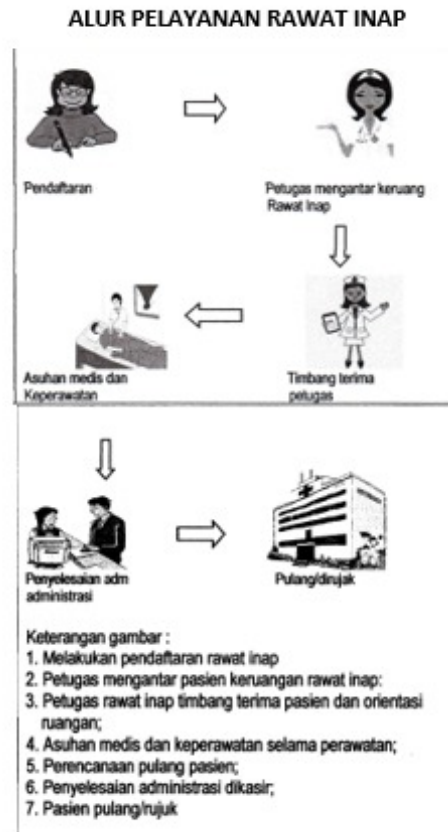 ALUR PELAYANAN RAWAT INAP
Pendaftaran
Petugas mengantar keruang
Rawat Inap
Timbang terima
petugas
Asuhan medis dan
Keperawatan
Penyelesaian adm
administrasi
Pulang/dirujak
Keterangan gambar :
1. Melakukan pendaftaran rawat inap
2. Petugas mengantar pasien keruangan rawat inap:
3. Petugas rawat inap timbang terima pasien dan orientasi
ruangan;
4. Asuhan medis dan keperawatan selama perawatan;
5. Perencanaan pulang pasien;
6. Penyelesaian administrasi dikasir;
7. Pasien pulang/rujuk